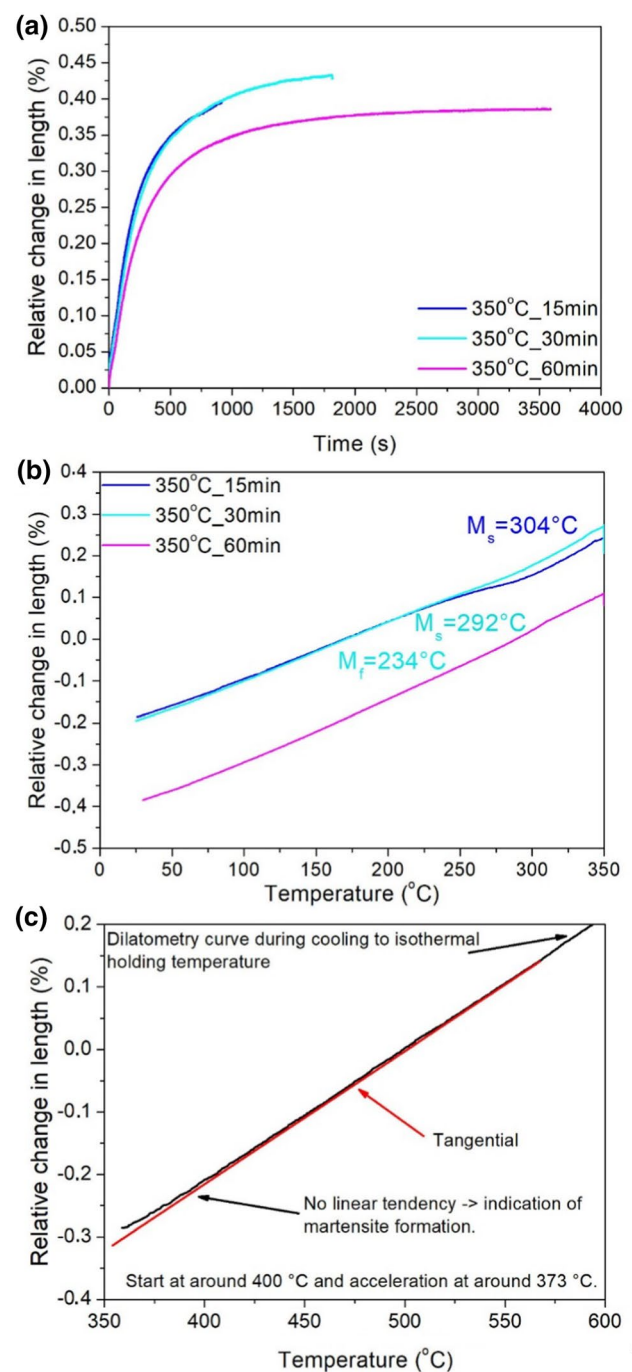 (a)
0.50
0.45
0.40
0.35
0.30
0.25
0.20
0.15
0.10
0.05
0.00
Relative change in length (%)
350°C_15min
350°C_30min
350°C_60min
0 500 1000 1500 2000 2500 3000 3500 4000
Time (s)
(b)
0.4
0.3
0.2
0.1
0.0
-0.1
-0.2
-0.3
-0.4
-0.5
Relative change in length (%)
350°C_15min
350°C_30min
350°C_60min
Ms=304°C
Ms=292°C
Mf=234°C
0 50 100 150 200 250 300 350
Temperature (°C)
(c)
0.2
0.1
0.0
-0.1
-0.2
-0.3
-0.4
Relative change in length (%)
Dilatometry curve during cooling to isothermal
holding temperature
Tangential
No linear tendency -> indication of
martensite formation.
Start at around 400 °C and acceleration at around 373 °C.
350 400 450 500 550 600
Temperature (°C)